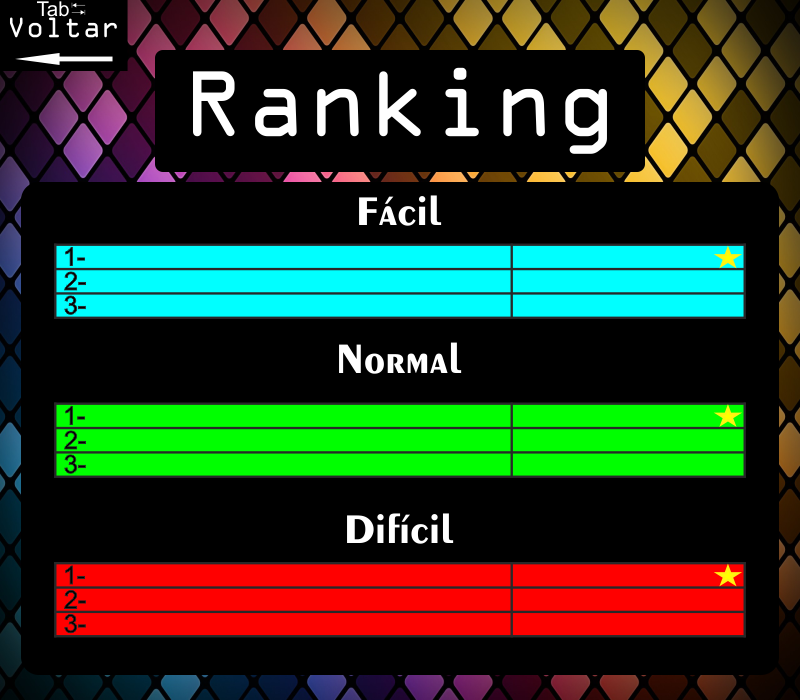 Tab
Voltar
Ranking
Fácil
1-
2-
3-
Normal
1-
2-
3-
Difícil
1-
2-
3-